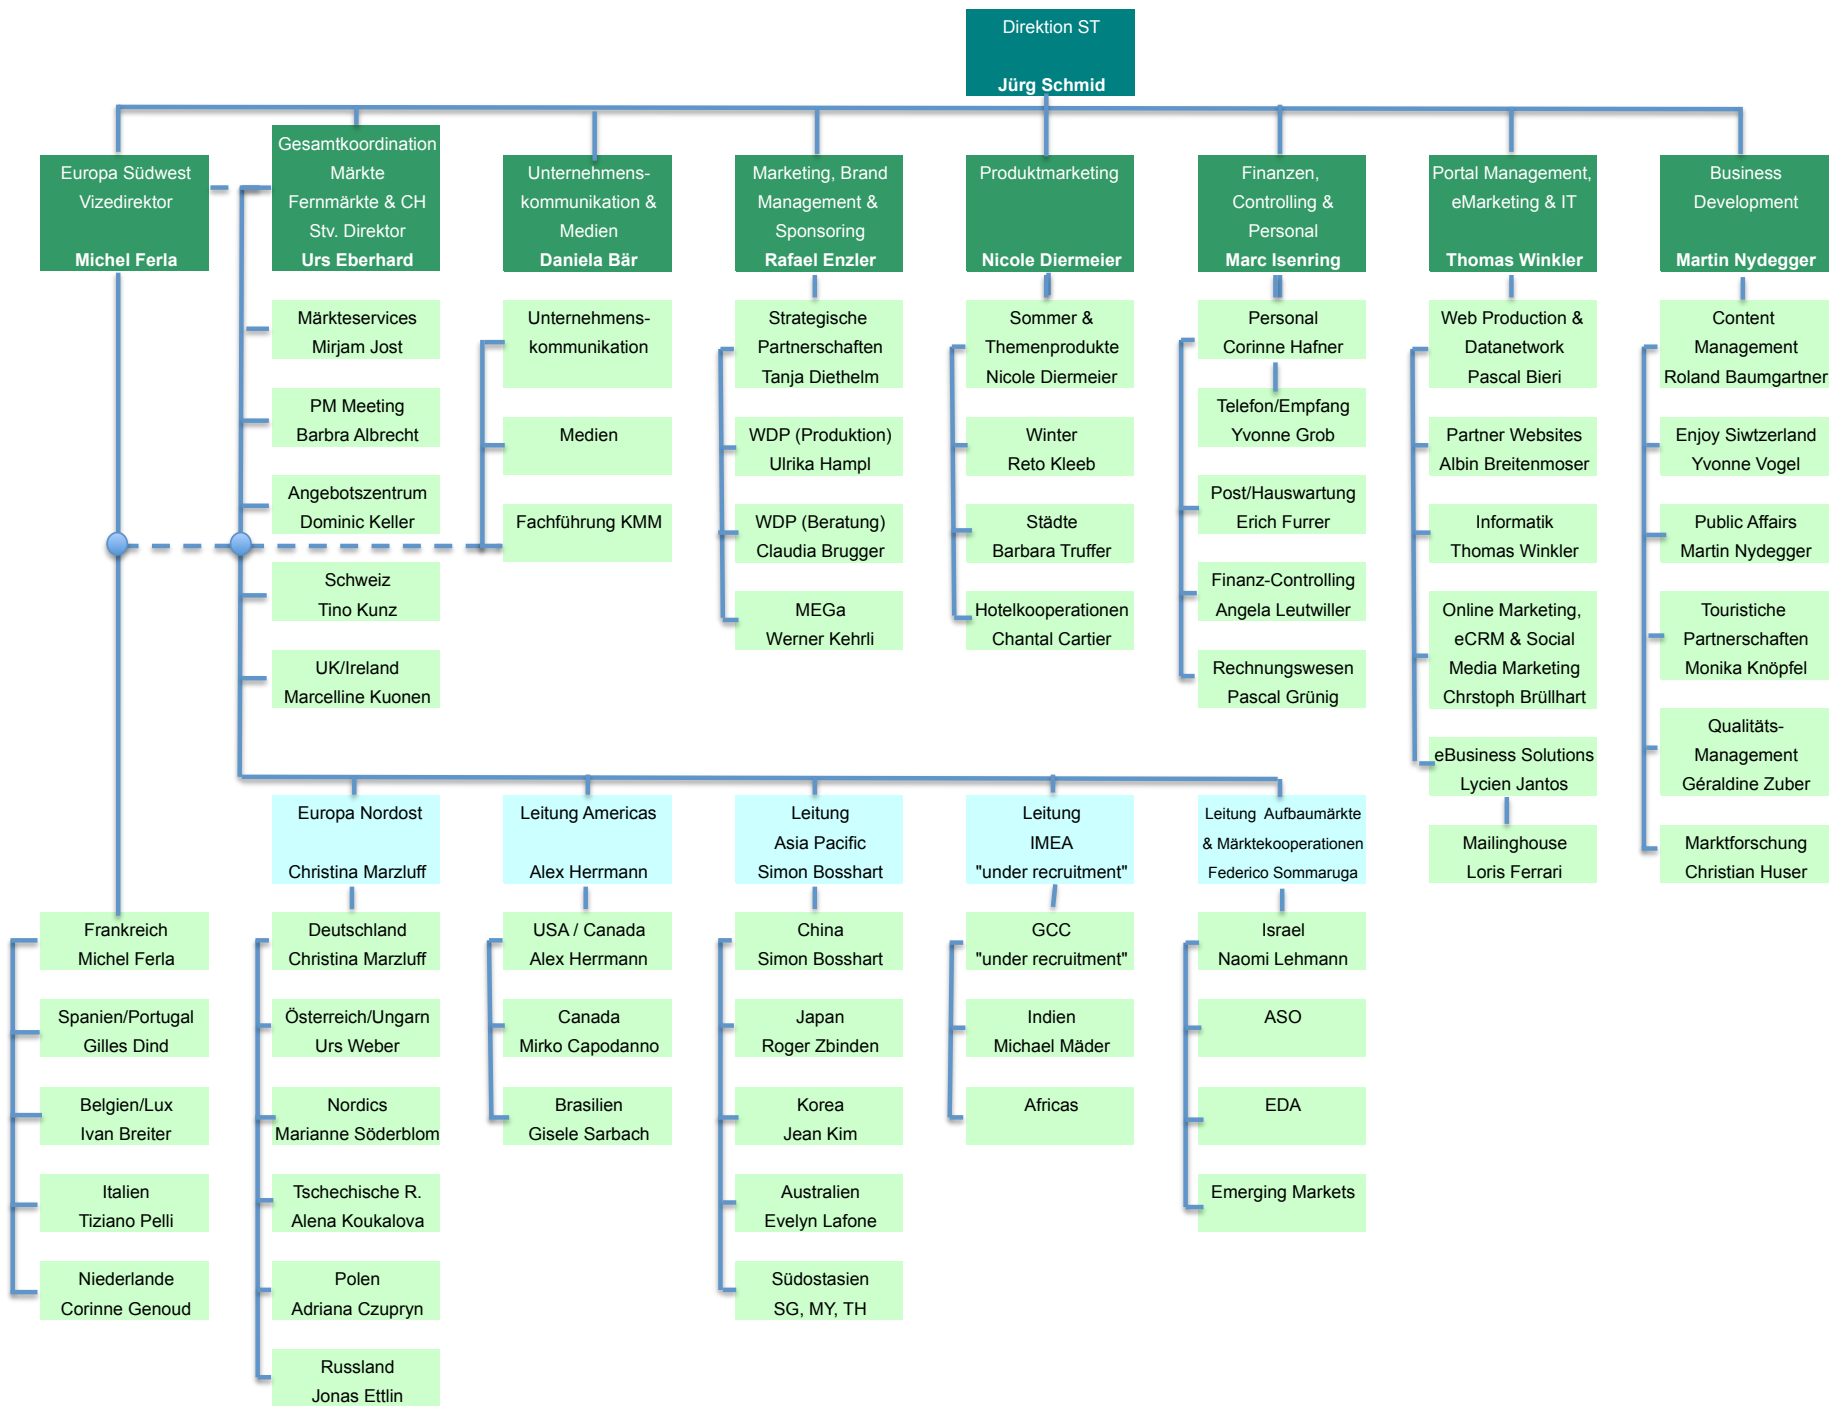 Direktion ST
Jürg Schmid
Europa Südwest
Vizedirektor
Michel Ferla
Gesamtkoordination
Märkte
Fernmärkte & CH
Stv. Direktor
Urs Eberhard
Unternehmens-
kommunikation &
Medien
Daniela Bär
Marketing, Brand
Management &
Sponsoring
Rafael Enzler
Produktmarketing
Nicole Diermeier
Finanzen,
Controlling &
Personal
Marc Isenring
Portal Management,
eMarketing & IT
Thomas Winkler
Business
Development
Martin Nydegger
Märkteservices
Mirjam Jost
PM Meeting
Barbra Albrecht
Angebotszentrum
Dominic Keller
Schweiz
Tino Kunz
UK/Ireland
Marcelline Kuonen
Unternehmens-
kommunikation
Medien
Fachführung KMM
Strategische
Partnerschaften
Tanja Diethelm
WDP (Produktion)
Ulrika Hampl
WDP (Beratung)
Claudia Brugger
MEGa
Werner Kehrli
Sommer &
Themenprodukte
Nicole Diermeier
Winter
Reto Kleeb
Städte
Barbara Truffer
Hotelkooperationen
Chantal Cartier
Personal
Corinne Hafner
Telefon/Empfang
Yvonne Grob
Post/Hauswartung
Erich Furrer
Finanz-Controlling
Angela Leutwiller
Rechnungswesen
Pascal Grünig
Web Production &
Datanetwork
Pascal Bieri
Partner Websites
Albin Breitenmoser
Informatik
Thomas Winkler
Online Marketing,
eCRM & Social
Media Marketing
Chrstoph Brüllhart
eBusiness Solutions
Lycien Jantos
Mailinghouse
Loris Ferrari
Content
Management
Roland Baumgartner
Enjoy Siwtzerland
Yvonne Vogel
Public Affairs
Martin Nydegger
Touristiche
Partnerschaften
Monika Knöpfel
Qualitäts-
Management
Géraldine Zuber
Marktforschung
Christian Huser
Europa Nordost
Christina Marzluff
Leitung Americas
Alex Herrmann
Leitung
Asia Pacific
Simon Bosshart
Leitung
IMEA
"under recruitment"
Leitung Aufbaumärkte
& Märktekooperationen
Federico Sommaruga
Frankreich
Michel Ferla
Spanien/Portugal
Gilles Dind
Belgien/Lux
Ivan Breiter
Italien
Tiziano Pelli
Niederlande
Corinne Genoud
Deutschland
Christina Marzluff
Österreich/Ungarn
Urs Weber
Nordics
Marianne Söderblom
Tschechische R.
Alena Koukalova
Polen
Adriana Czupryn
Russland
Jonas Ettlin
USA / Canada
Alex Herrmann
Canada
Mirko Capodanno
Brasilien
Gisele Sarbach
China
Simon Bosshart
Japan
Roger Zbinden
Korea
Jean Kim
Australien
Evelyn Lafone
Südostasien
SG, MY, TH
GCC
"under recruitment"
Indien
Michael Mäder
Africas
Israel
Naomi Lehmann
ASO
EDA
Emerging Markets